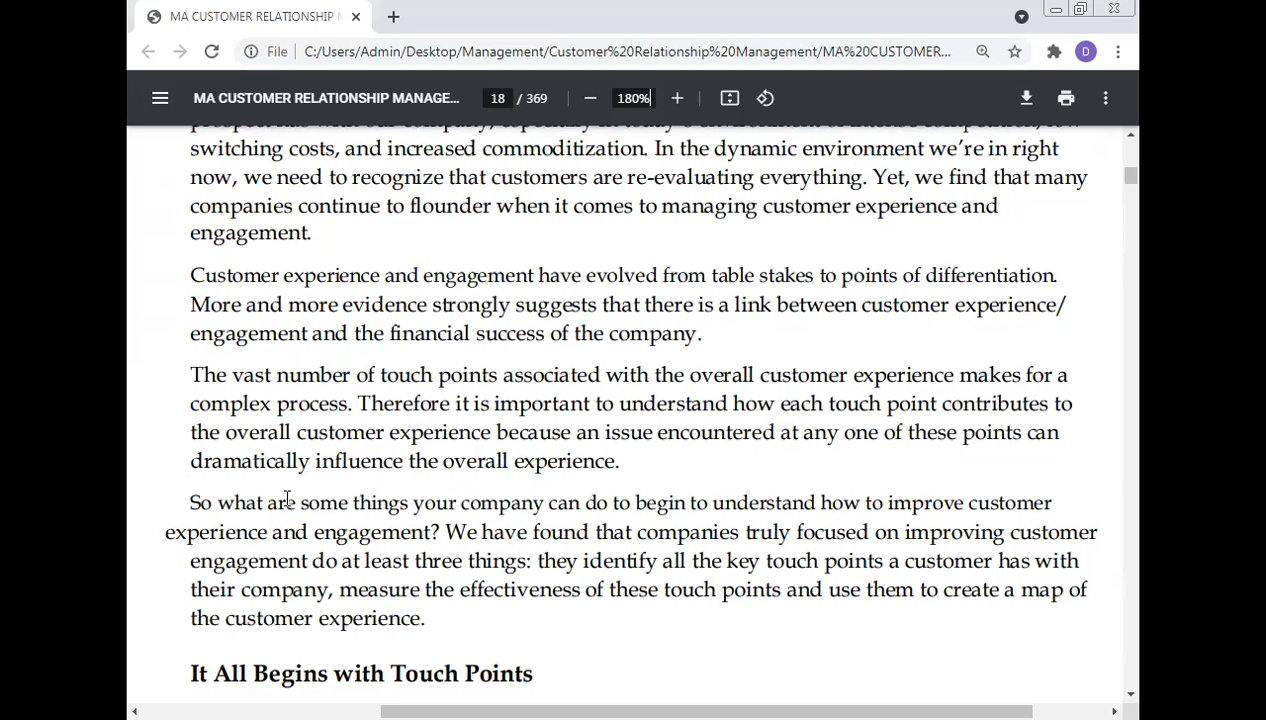 MA CUSTOMER RELATIONSHIP M
File C:/Users/Admin/Desktop/Management/Customer%20Relationship%20Management/MA%20CUSTOMER...
D
MA CUSTOMER RELATIONSHIP MANAGE... 18 / 369 180%
switching costs, and increased commoditization. In the dynamic environment we're in right
now, we need to recognize that customers are re-evaluating everything. Yet, we find that many
companies continue to flounder when it comes to managing customer experience and
engagement.
Customer experience and engagement have evolved from table stakes to points of differentiation.
More and more evidence strongly suggests that there is a link between customer experience/
engagement and the financial success of the company.
The vast number of touch points associated with the overall customer experience makes for a
complex process. Therefore it is important to understand how each touch point contributes to
the overall customer experience because an issue encountered at any one of these points can
dramatically influence the overall experience.
So what are some things your company can do to begin to understand how to improve customer
experience and engagement? We have found that companies truly focused on improving customer
engagement do at least three things: they identify all the key touch points a customer has with
their company, measure the effectiveness of these touch points and use them to create a map of
the customer experience.
It All Begins with Touch Points